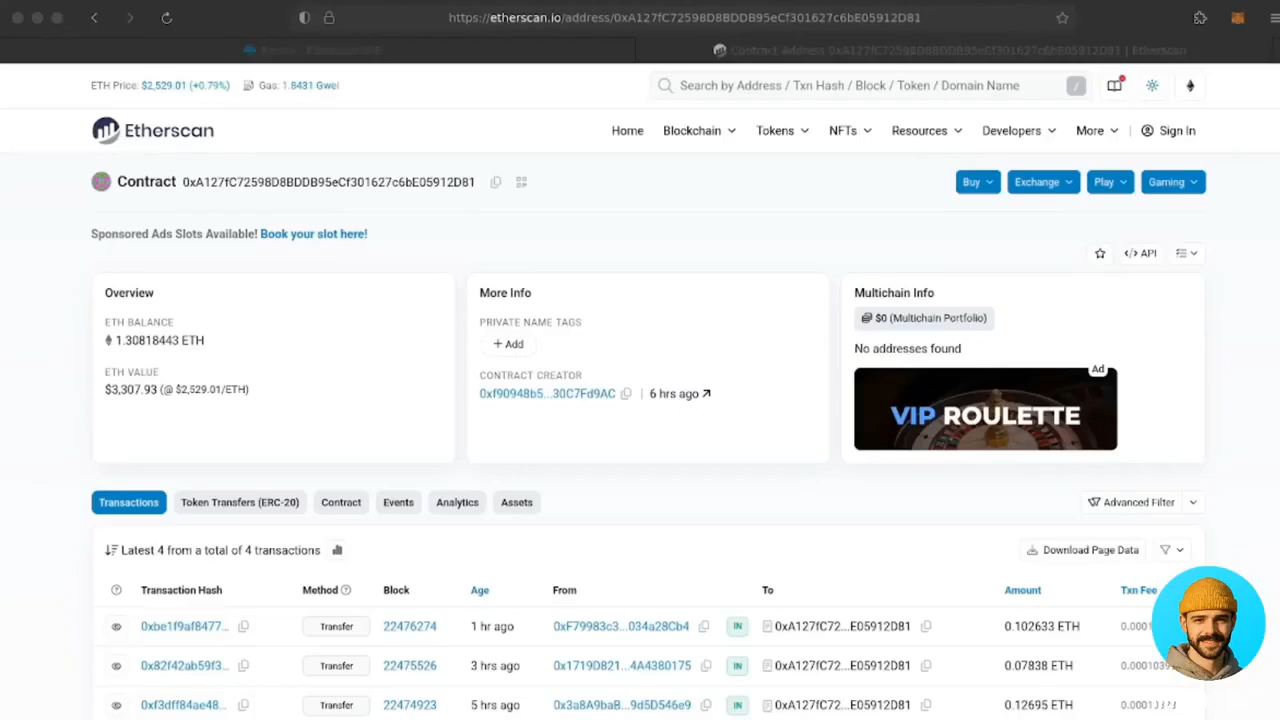 https://etherscan.io/address/0xA127fC72598D8BDDB95eCf301627c6bE05912D81
Contract Address 0xA127fC72598D8BDDB95eCf301627c6bE05912D81 | Etherscan
ETH Price: $2,529.01 (+0.79%) Gas: 1.8431 Gwei
Search by Address / Txn Hash / Block / Token / Domain Name /
Etherscan Home Blockchain Tokens NFTs Resources Developers More Sign In
Contract 0xA127fC72598D8BDDB95eCf301627c6bE05912D81 Buy Exchange Play Gaming
Sponsored Ads Slots Available! Book your slot here!
</> API
Overview More Info Multichain Info
ETH BALANCE PRIVATE NAME TAGS $0 (Multichain Portfolio)
1.30818443 ETH + Add No addresses found
ETH VALUE CONTRACT CREATOR Ad
$3,307.93 (@ $2,529.01/ETH) 0xf90948b5...30C7Fd9AC | 6 hrs ago VIP ROULETTE
Transactions Token Transfers (ERC-20) Contract Events Analytics Assets Advanced Filter
Latest 4 from a total of 4 transactions Download Page Data
Transaction Hash Method Block Age From To Amount Txn Fee
0xbe1f9af8477... Transfer 22476274 1 hr ago 0xF79983c3...034a28Cb4 IN 0xA127fC72...E05912D81 0.102633 ETH
0x82f42ab59f3... Transfer 22475526 3 hrs ago 0x1719D821...4A4380175 IN 0xA127fC72...E05912D81 0.07838 ETH
0xf3dff84ae48... Transfer 22474923 5 hrs ago 0x3a8A9baB...9d5D546e9 IN 0xA127fC72...E05912D81 0.12695 ETH